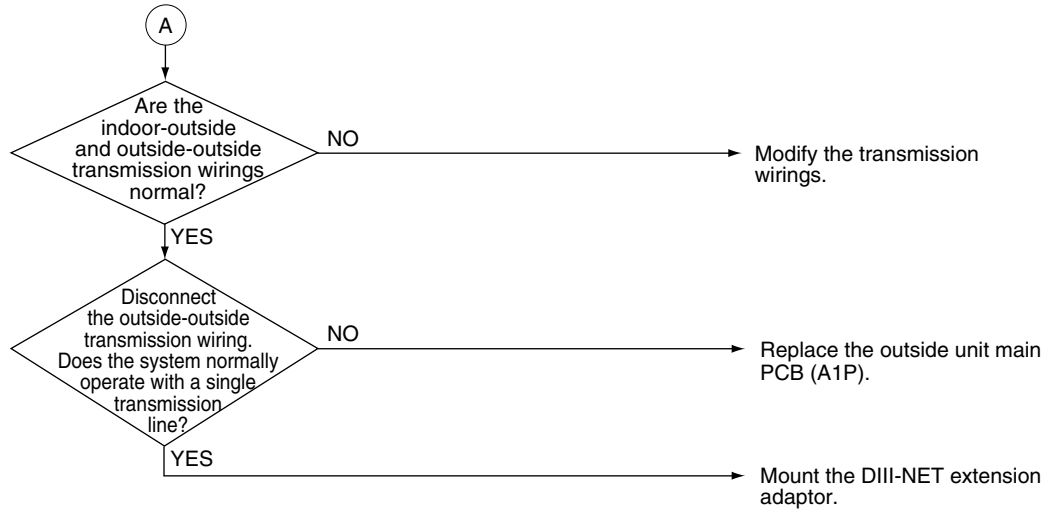 A
Are the
indoor-outside
and outside-outside
transmission wirings
normal?
NO
Modify the transmission
wirings.
YES
Disconnect
the outside-outside
transmission wiring.
Does the system normally
operate with a single
transmission
line?
NO
Replace the outside unit main
PCB (A1P).
YES
Mount the DIII-NET extension
adaptor.